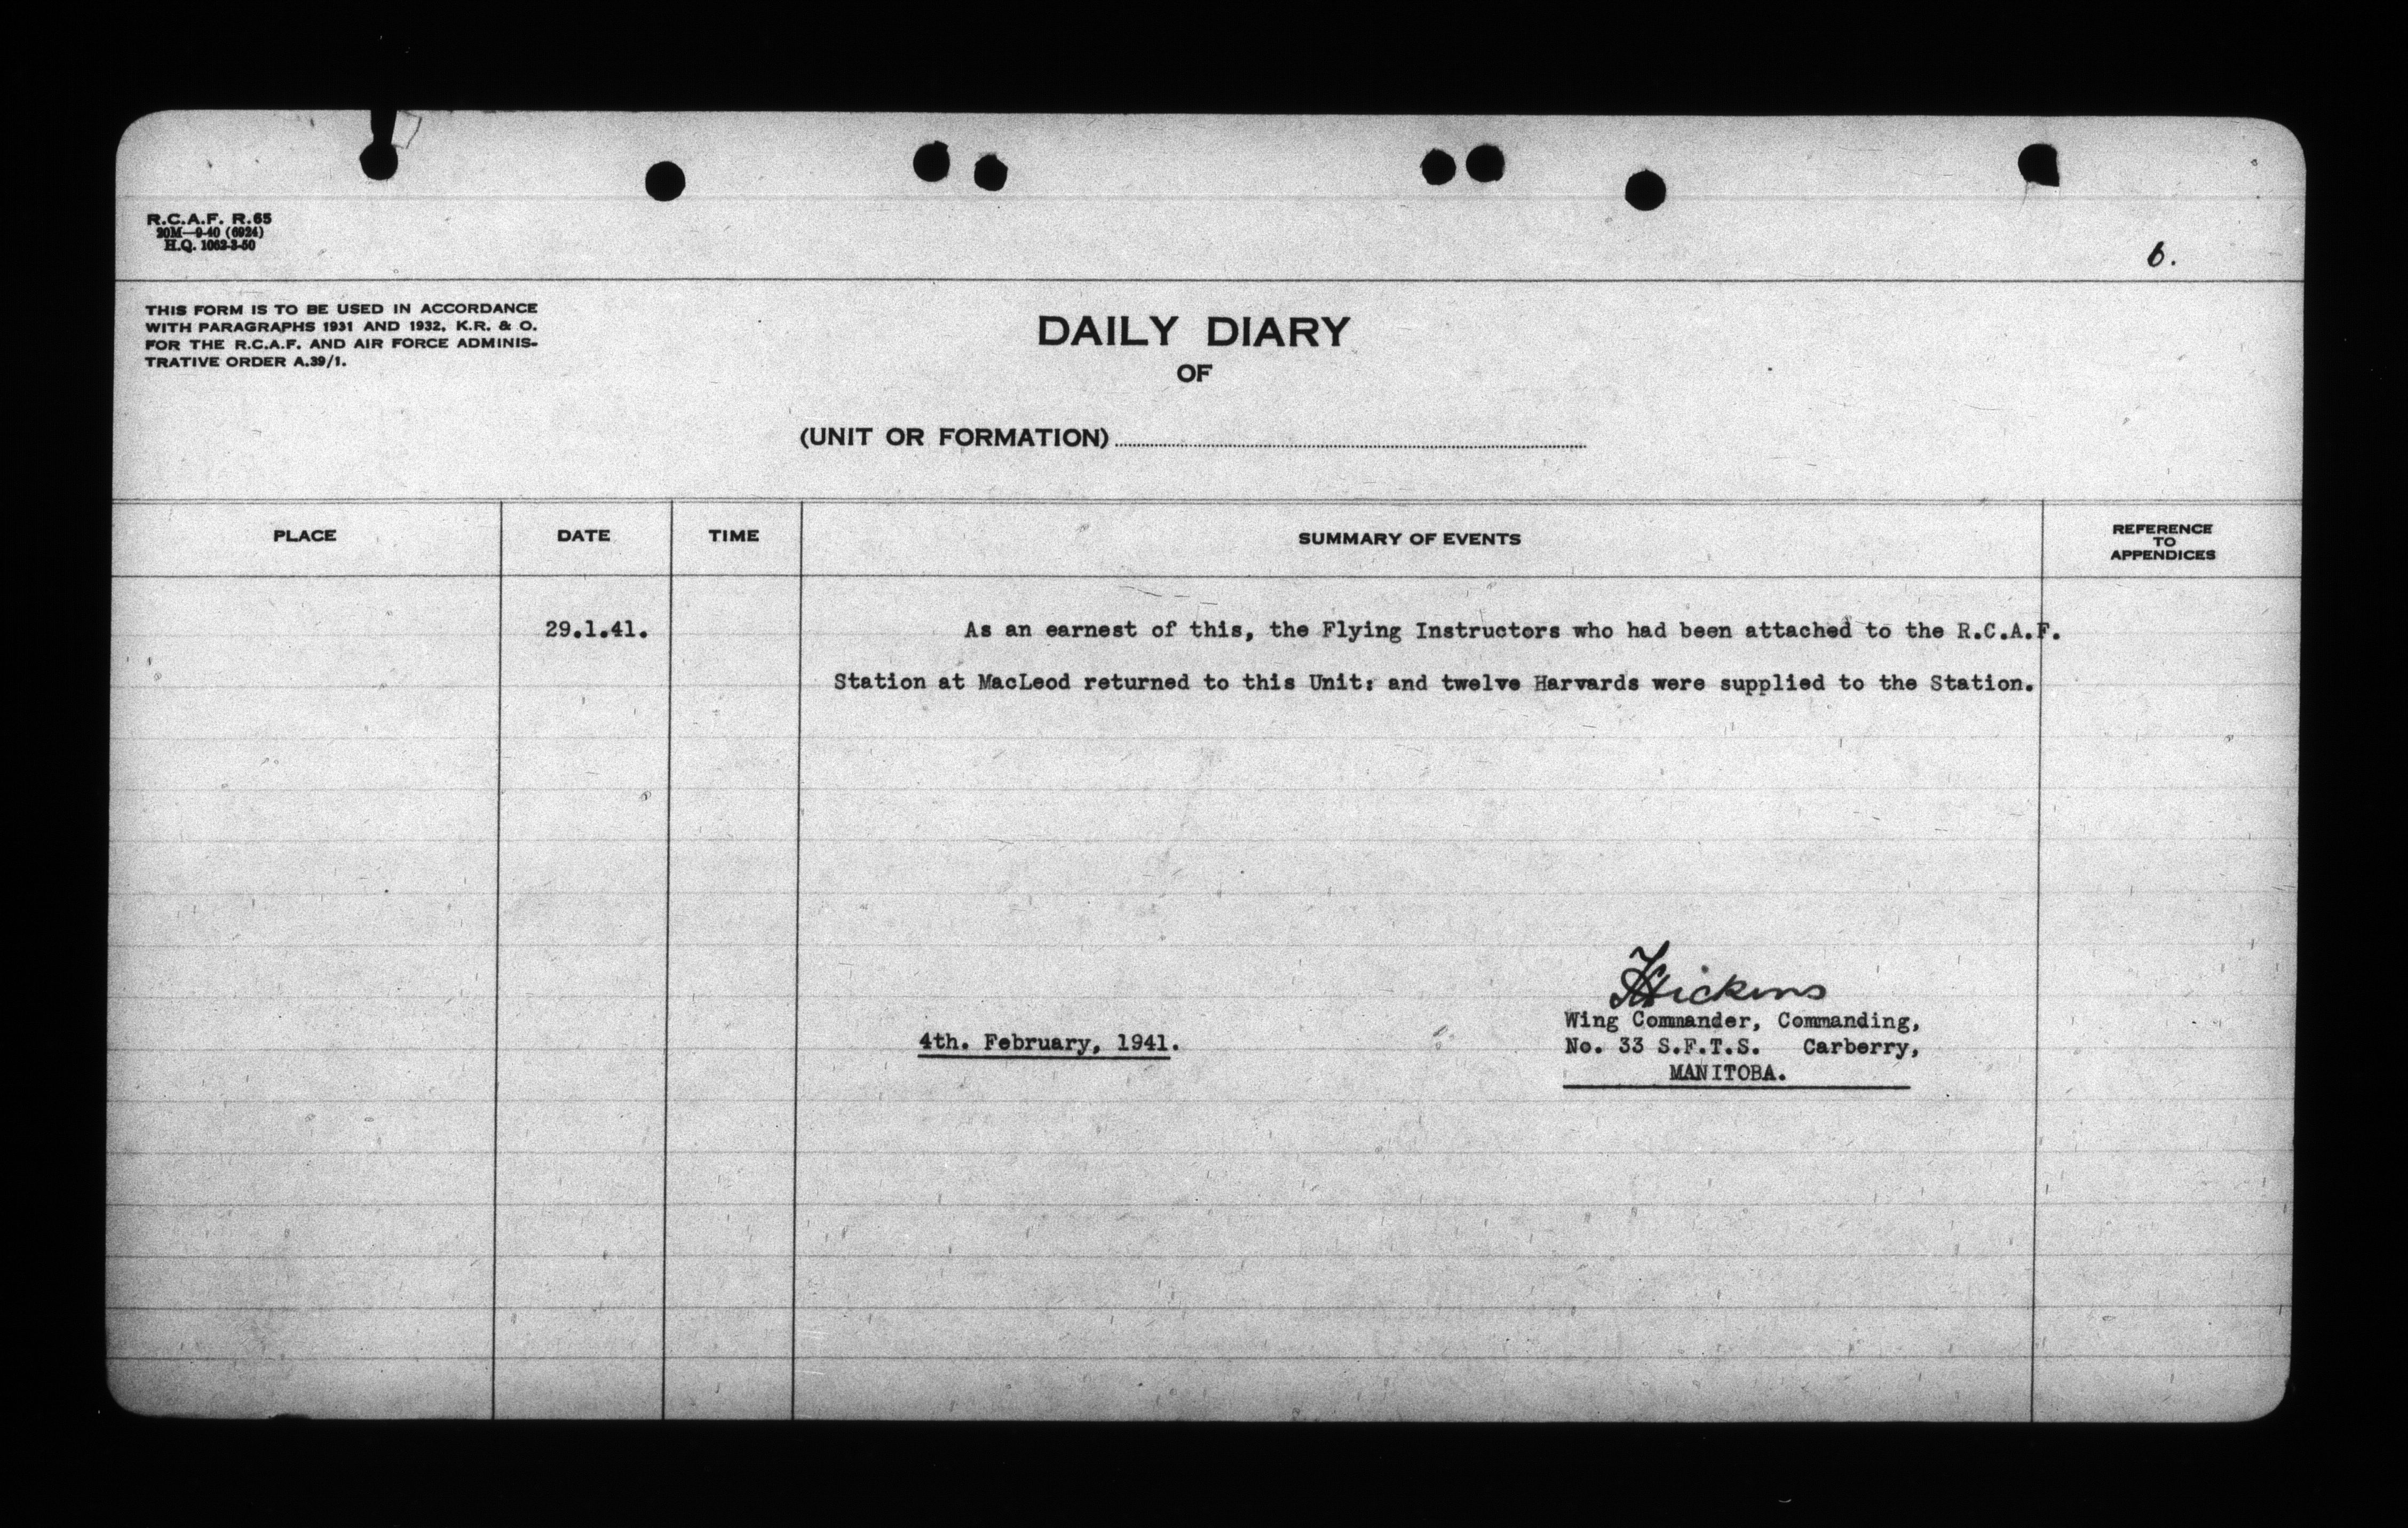 R.C.A.F. R.65
20M—9-40 (6924)
H.Q. 1062-3-50
6.
THIS FORM IS TO BE USED IN ACCORDANCE
WITH PARAGRAPHS 1931 AND 1932, K.R. & O.
FOR THE R.C.A.F. AND AIR FORCE ADMINIS-
TRATIVE ORDER A.39/1.
DAILY DIARY
OF
(UNIT OR FORMATION)
PLACE DATE TIME SUMMARY OF EVENTS REFERENCE TO APPENDICES
29.1.41. As an earnest of this, the Flying Instructors who had been attached to the R.C.A.F.
Station at MacLeod returned to this Unit: and twelve Harvards were supplied to the Station.
Hickens
Wing Commander, Commanding,
4th. February, 1941.
No. 33 S.F.T.S. Carberry,
MANITOBA.